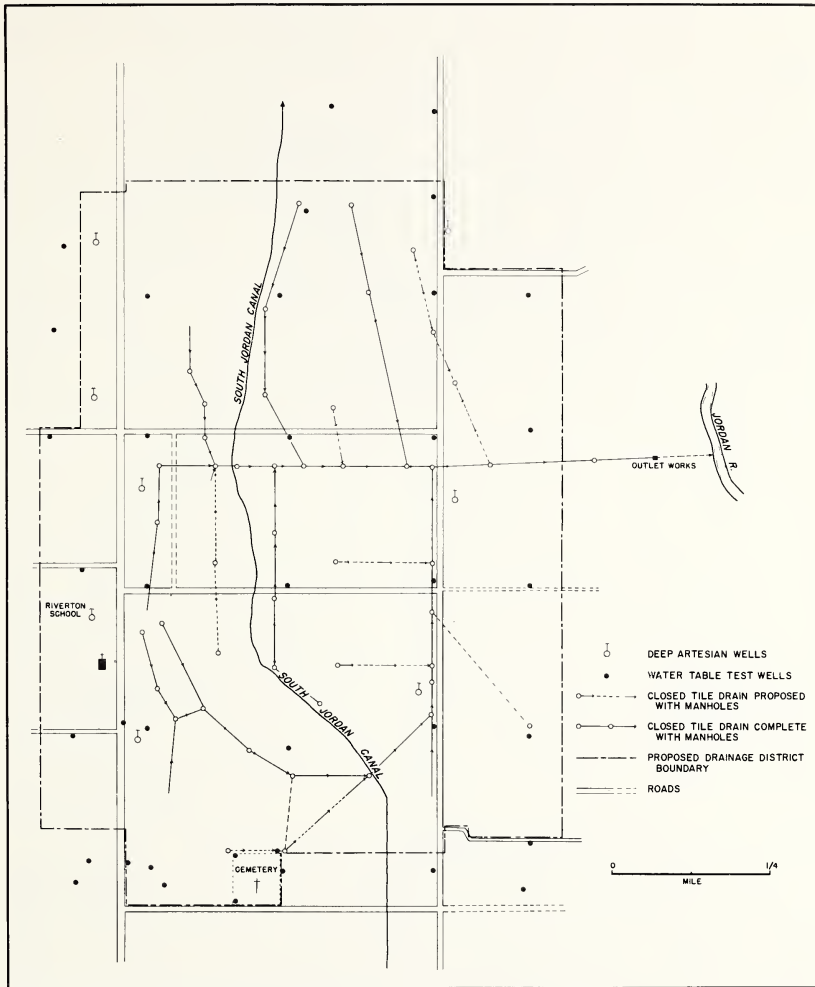 SOUTH JORDAN CANAL
JORDAN R.
OUTLET WORKS
RIVERTON
SCHOOL
SOUTH JORDAN CANAL
CEMETERY
DEEP ARTESIAN WELLS
WATER TABLE TEST WELLS
CLOSED TILE DRAIN PROPOSED
WITH MANHOLES
CLOSED TILE DRAIN COMPLETE
WITH MANHOLES
PROPOSED DRAINAGE DISTRICT
BOUNDARY
ROADS
0 1/4
MILE